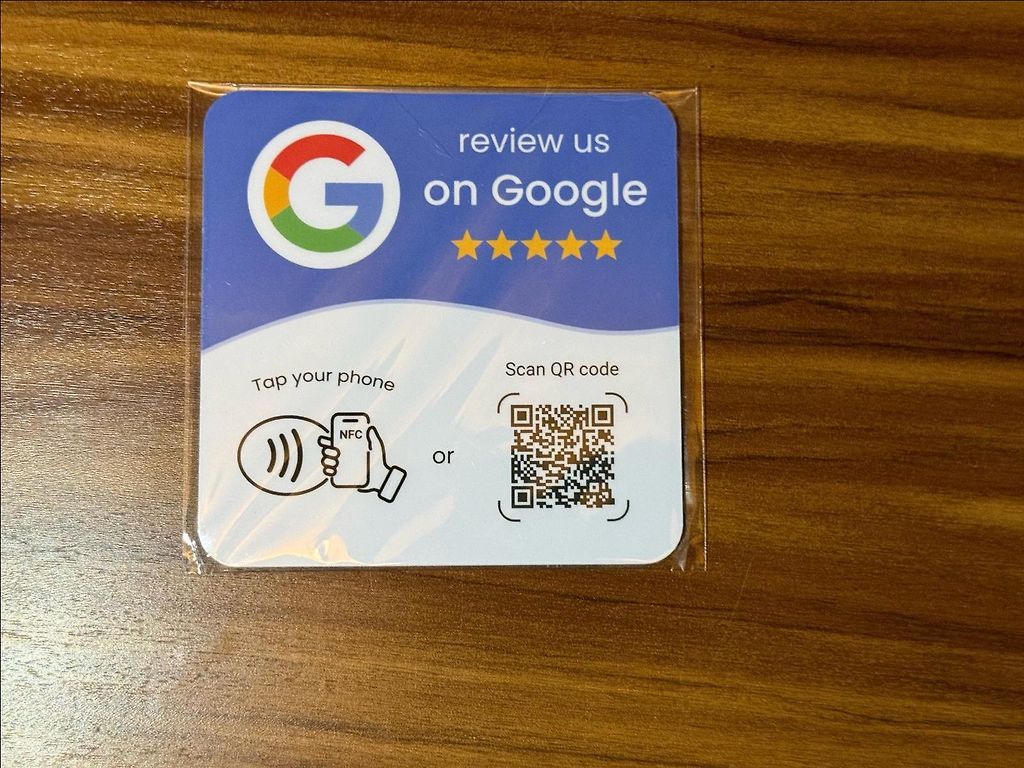 review us
on Google
Tap your phone
NFC
or
Scan QR code